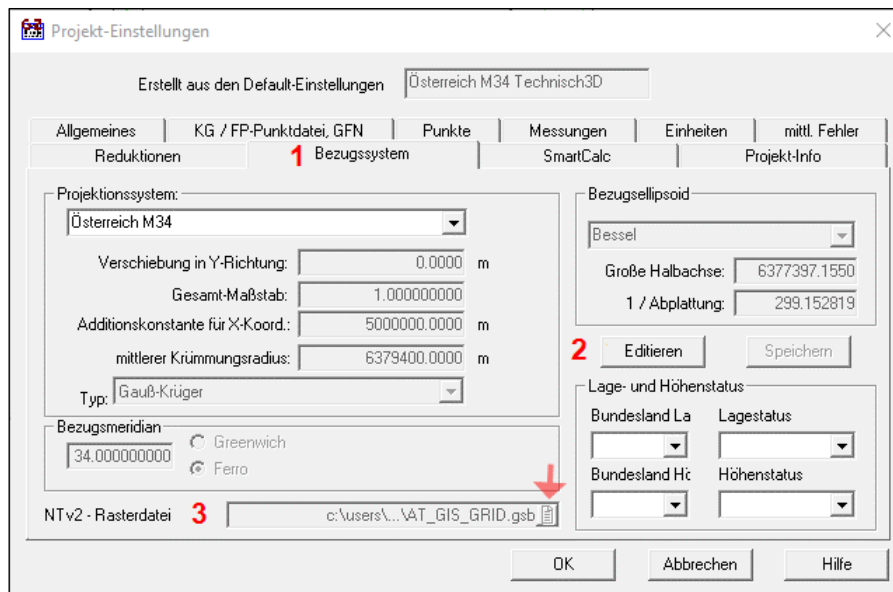 Projekt-Einstellungen
Erstellt aus den Default-Einstellungen Österreich M34 Technisch3D
Allgemeines KG / FP-Punktdatei, GFN Punkte Messungen Einheiten mittl. Fehler
Reduktionen 1 Bezugssystem SmartCalc Projekt-Info
Projektionssystem:
Österreich M34
Verschiebung in Y-Richtung: 0.0000 m
Gesamt-Maßstab: 1.000000000
Additionskonstante für X-Koord.: 5000000.0000 m
mittlerer Krümmungsradius: 6379400.0000 m
Typ: Gauß-Krüger
Bezugsmeridian
34.000000000
Greenwich
Ferro
NTv2 - Rasterdatei 3 c:\users\...\AT_GIS_GRID.gsb
Bezugsellipsoid
Bessel
Große Halbachse: 6377397.1550
1 / Abplattung: 299.152819
2 Editieren Speichern
Lage- und Höhenstatus
Bundesland La Lagestatus
Bundesland Hö Höhenstatus
OK Abbrechen Hilfe